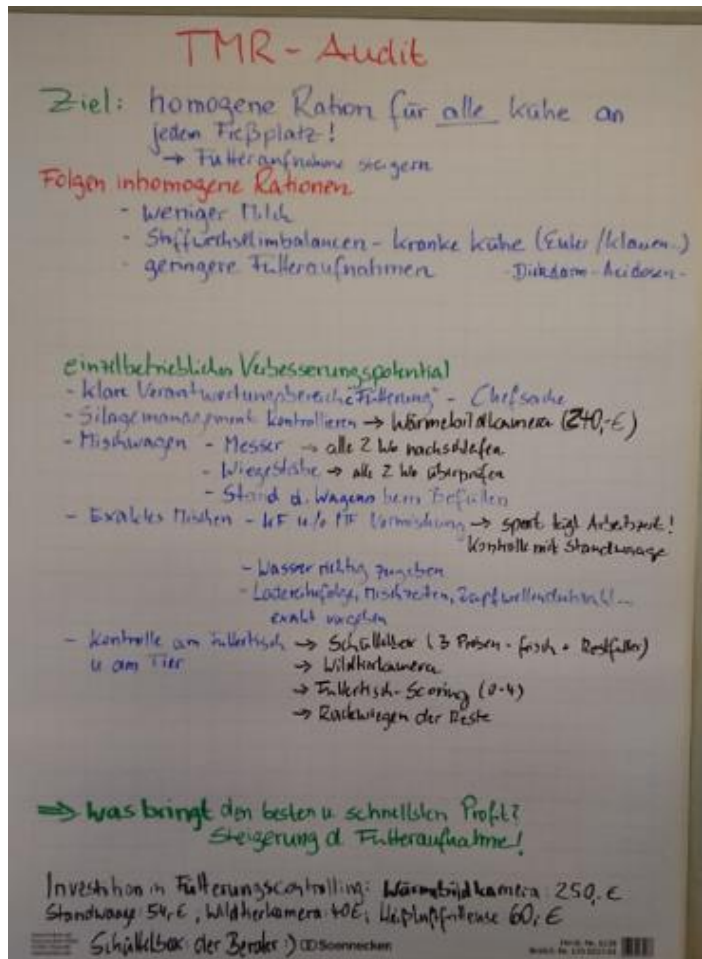 TMR - Audit
Ziel: homogene Ration für alle Kühe an
jedem Freßplatz!
→ Futteraufnahme steigern
Folgen inhomogene Rationen
- weniger Milch
- Stoffwechselimbalancen - kranke Kühe (Euter / Klauen..)
- geringere Futteraufnahmen - Dickdarm - Acidosen -
einzelbetriebliches Verbesserungspotential
- klare Verantwortungsbereiche "Fütterung" - Chefsache
- Silagemanagement kontrollieren → Wärmebildkamera (240,-€)
- Mischwagen - Messer → alle 2 Wo nachschleifen
- Wiegestäbe → alle 2 Wo überprüfen
- Stand d. Wagens beim Befüllen
- Exaktes Mischen - KF u/o MF Vormischung → spart tägl Arbeitszeit!
Kontrolle mit Standwaage
- Wasser richtig zugeben
- Ladereihnfolge, Mischzeiten, Zapfwellendrehzahl ...
exakt vorgeben
- Kontrolle am Futtertisch → Schüttelbox (3 Proben - frisch + Restfutter)
u am Tier → Wildtierkamera
→ Futtertisch-Scoring (0-4)
→ Rückwiegen der Reste
⇒ Was bringt den besten u schnellsten Profit?
Steigerung d. Futteraufnahme!
Investition in Fütterungscontrolling: Wärmebildkamera 250,-€
Standwaage 54,-€, Wildtierkamera 40€, Heißluftfriteuse 60,-€
Schüttelbox: der Berater :) Soennecken